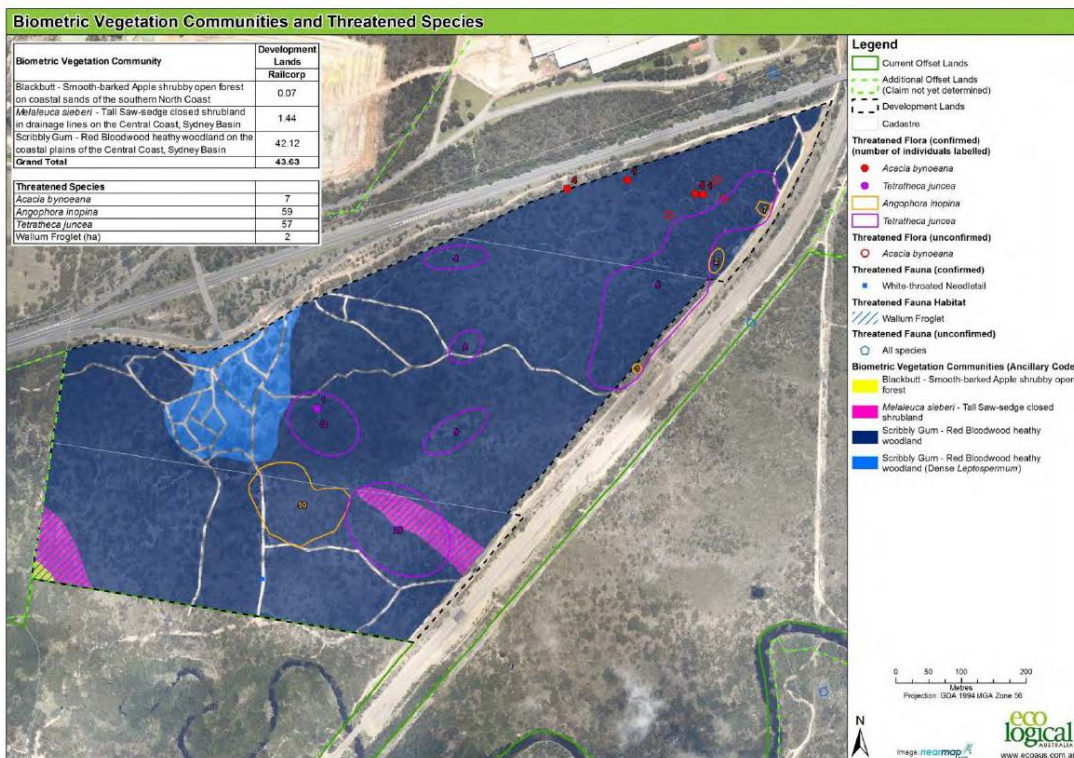 Biometric Vegetation Communities and Threatened Species
Biometric Vegetation Community
Development
Lands
Railcorp
Blackbutt - Smooth-barked Apple shrubby open forest
on coastal sands of the southern North Coast
0.07
Melaleuca sieberi - Tall Saw-sedge closed shrubland
in drainage lines on the Central Coast, Sydney Basin
1.44
Scribbly Gum - Red Bloodwood heathy woodland on the
coastal plains of the Central Coast, Sydney Basin
42.12
Grand Total 43.63
Threatened Species
Acacia bynoeana 7
Angophora inopina 59
Tetratheca juncea 57
Wallum Froglet (ha) 2
50
Legend
Current Offset Lands
Additional Offset Lands
(Claim not yet determined)
Development Lands
Cadastre
Threatened Flora (confirmed)
(number of individuals labelled)
Acacia bynoeana
Tetratheca juncea
Angophora inopina
Tetratheca juncea
Threatened Flora (unconfirmed)
Acacia bynoeana
Threatened Fauna (confirmed)
White-throated Needletail
Threatened Fauna Habitat
Wallum Froglet
Threatened Fauna (unconfirmed)
All species
Biometric Vegetation Communities (Ancillary Code
Blackbutt - Smooth-barked Apple shrubby open
forest
Melaleuca sieberi - Tall Saw-sedge closed
shrubland
Scribbly Gum - Red Bloodwood heathy
woodland
Scribbly Gum - Red Bloodwood heathy
woodland (Dense Leptospermum)
0 50 100 200
Metres
Projection: GDA 1994 MGA Zone 56
N
Image: nearmap
eco
logical
AUSTRALIA
www.ecoaus.com.au